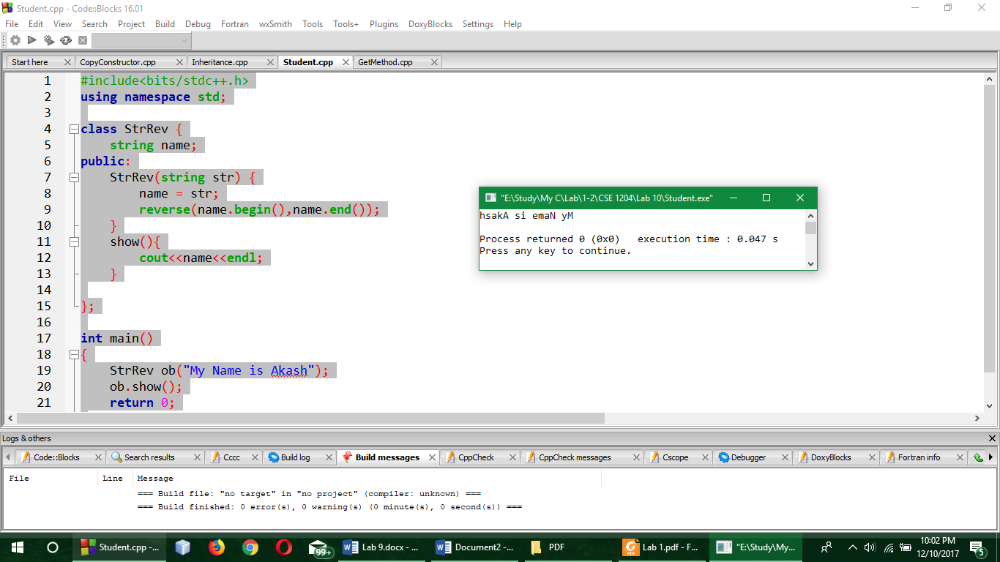 Student.cpp - Code::Blocks 16.01
File Edit View Search Project Build Debug Fortran wxSmith Tools Tools+ Plugins DoxyBlocks Settings Help
Start here CopyConstructor.cpp Inheritance.cpp Student.cpp GetMethod.cpp
1 #include<bits/stdc++.h>
2 using namespace std;
3
4 class StrRev {
5 string name;
6 public:
7 StrRev(string str) {
8 name = str;
9 reverse(name.begin(),name.end());
10 }
11 show(){
12 cout<<name<<endl;
13 }
14
15 };
16
17 int main()
18 {
19 StrRev ob("My Name is Akash");
20 ob.show();
21 return 0;
"E:\Study\My C\Lab\1-2\CSE 1204\Lab 10\Student.exe"
hsakA si emaN yM
Process returned 0 (0x0) execution time : 0.047 s
Press any key to continue.
Logs & others
Code::Blocks Search results Cccc Build log Build messages CppCheck CppCheck messages Cscope Debugger DoxyBlocks Fortran info
File Line Message
=== Build file: "no target" in "no project" (compiler: unknown) ===
=== Build finished: 0 error(s), 0 warning(s) (0 minute(s), 0 second(s)) ===
Student.cpp -... 99+ Lab 9.docx - ... Document2 -... PDF Lab 1.pdf - F... "E:\Study\My...
10:02 PM
12/10/2017
5